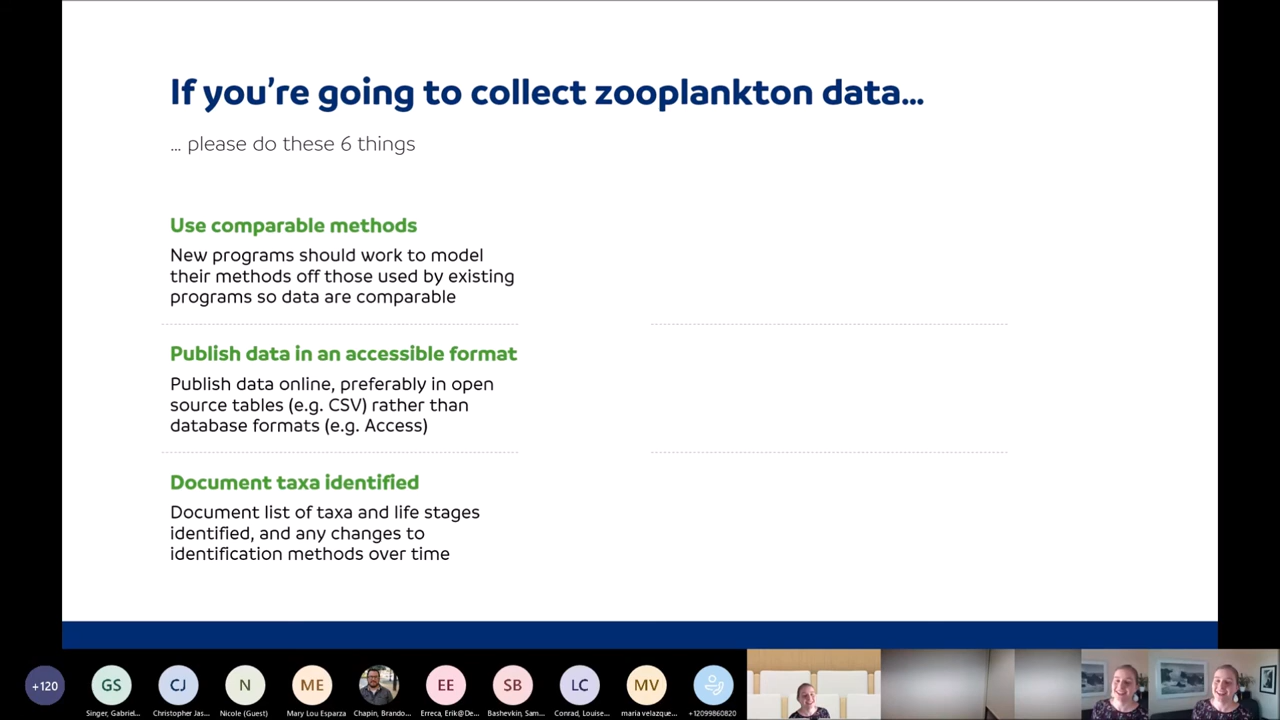 If you're going to collect zooplankton data...
... please do these 6 things
Use comparable methods
New programs should work to model
their methods off those used by existing
programs so data are comparable
Publish data in an accessible format
Publish data online, preferably in open
source tables (e.g. CSV) rather than
database formats (e.g. Access)
Document taxa identified
Document list of taxa and life stages
identified, and any changes to
identification methods over time
+120
GS
CJ
N
ME
EE
SB
LC
MV
Singer, Gabriel...
Christopher Jas...
Nicole (Guest)
Mary Lou Esparza
Chapin, Brando...
Erreca, Erik@De...
Bashevkin, Sam...
Conrad, Louise...
maria velazque...
+12099860820